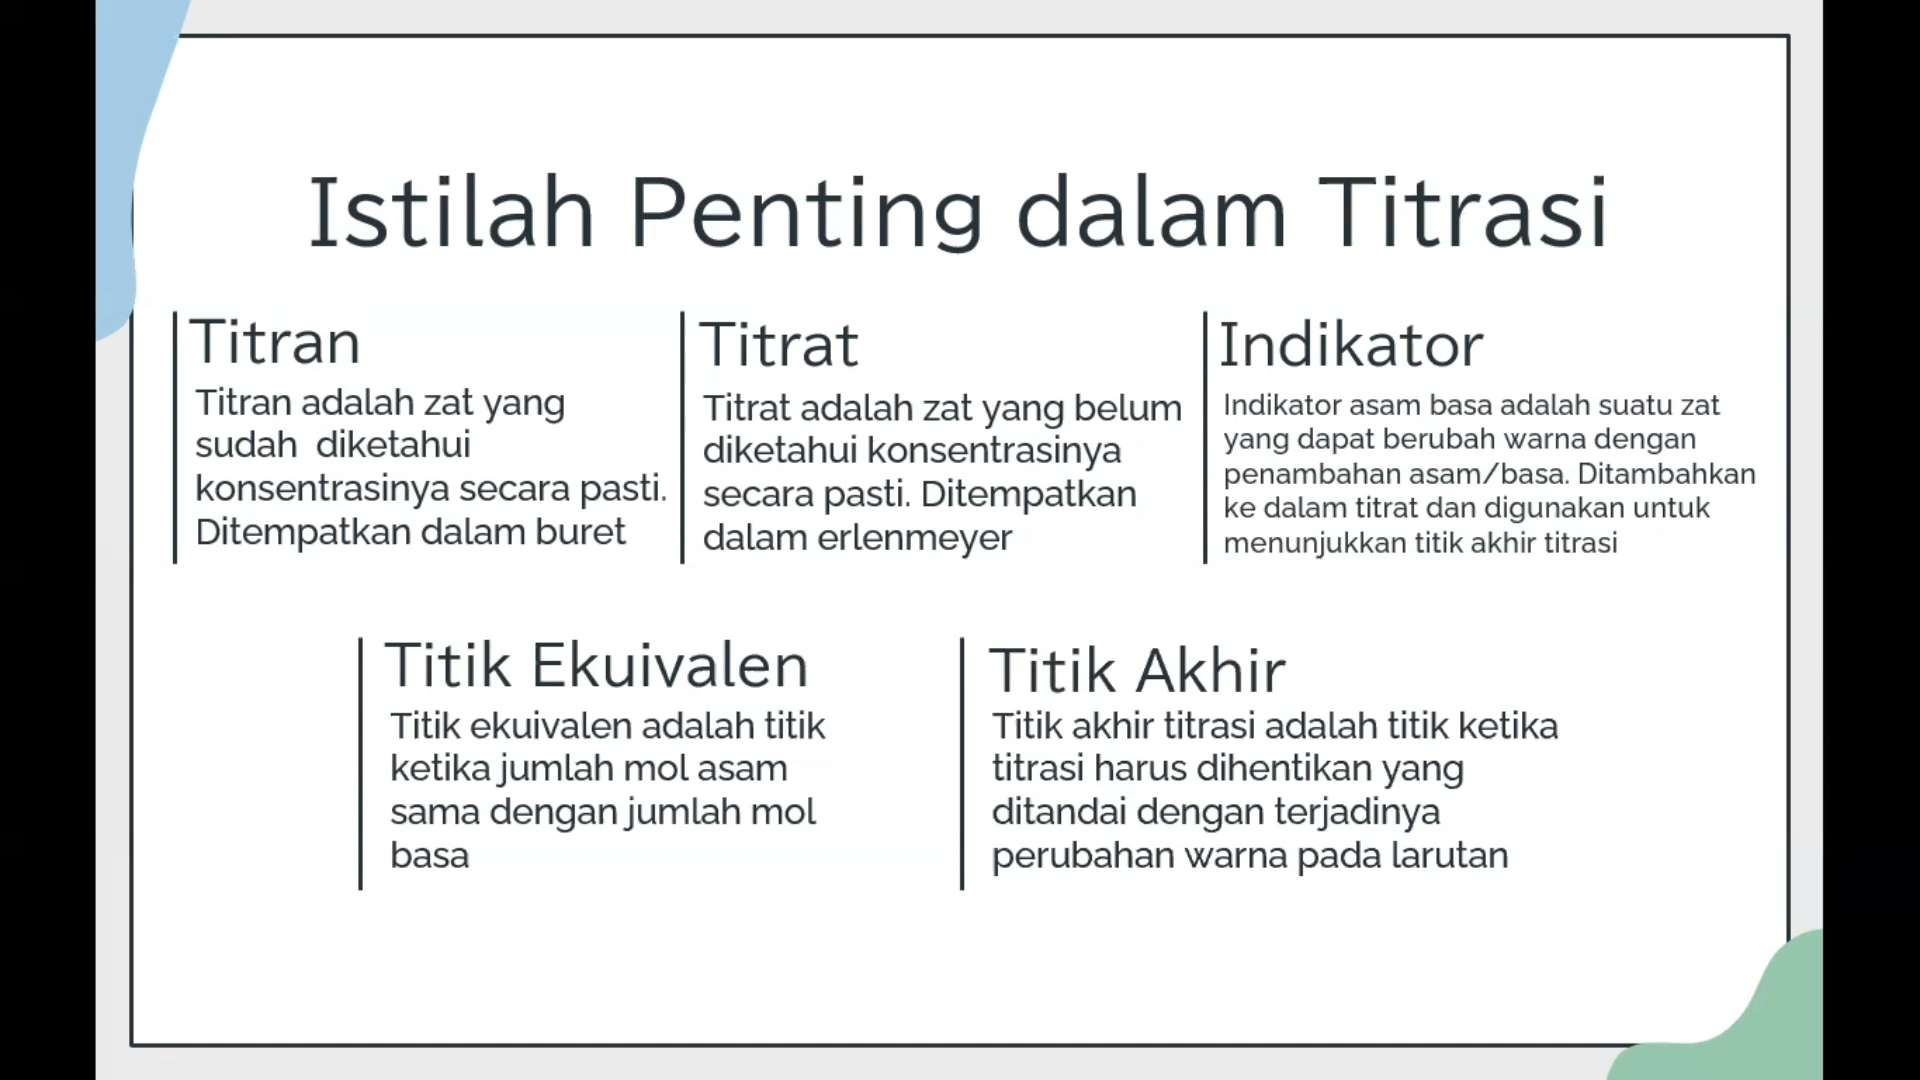 Istilah Penting dalam Titrasi
Titran
Titran adalah zat yang
sudah  diketahui
konsentrasinya secara pasti.
Ditempatkan dalam buret
Titrat
Titrat adalah zat yang belum
diketahui konsentrasinya
secara pasti. Ditempatkan
dalam erlenmeyer
Indikator
Indikator asam basa adalah suatu zat
yang dapat berubah warna dengan
penambahan asam/basa. Ditambahkan
ke dalam titrat dan digunakan untuk
menunjukkan titik akhir titrasi
Titik Ekuivalen
Titik ekuivalen adalah titik
ketika jumlah mol asam
sama dengan jumlah mol
basa
Titik Akhir
Titik akhir titrasi adalah titik ketika
titrasi harus dihentikan yang
ditandai dengan terjadinya
perubahan warna pada larutan